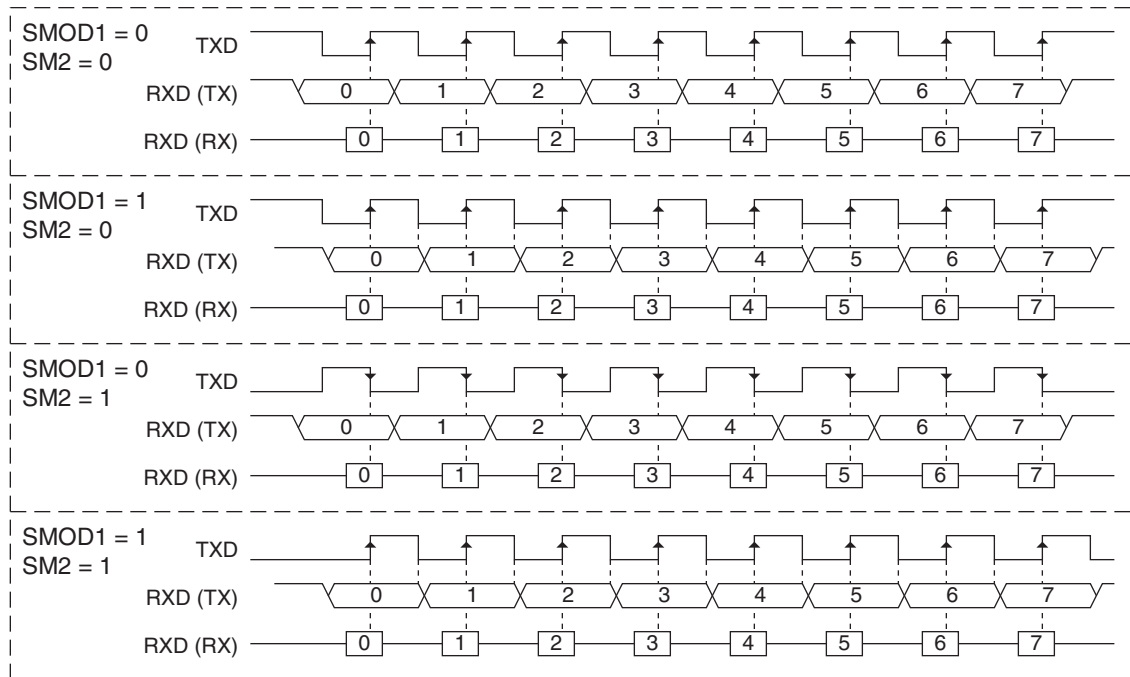 SMOD1 = 0
SM2 = 0
TXD
RXD (TX) 0 1 2 3 4 5 6 7
RXD (RX) 0 1 2 3 4 5 6 7
SMOD1 = 1
SM2 = 0
TXD
RXD (TX) 0 1 2 3 4 5 6 7
RXD (RX) 0 1 2 3 4 5 6 7
SMOD1 = 0
SM2 = 1
TXD
RXD (TX) 0 1 2 3 4 5 6 7
RXD (RX) 0 1 2 3 4 5 6 7
SMOD1 = 1
SM2 = 1
TXD
RXD (TX) 0 1 2 3 4 5 6 7
RXD (RX) 0 1 2 3 4 5 6 7